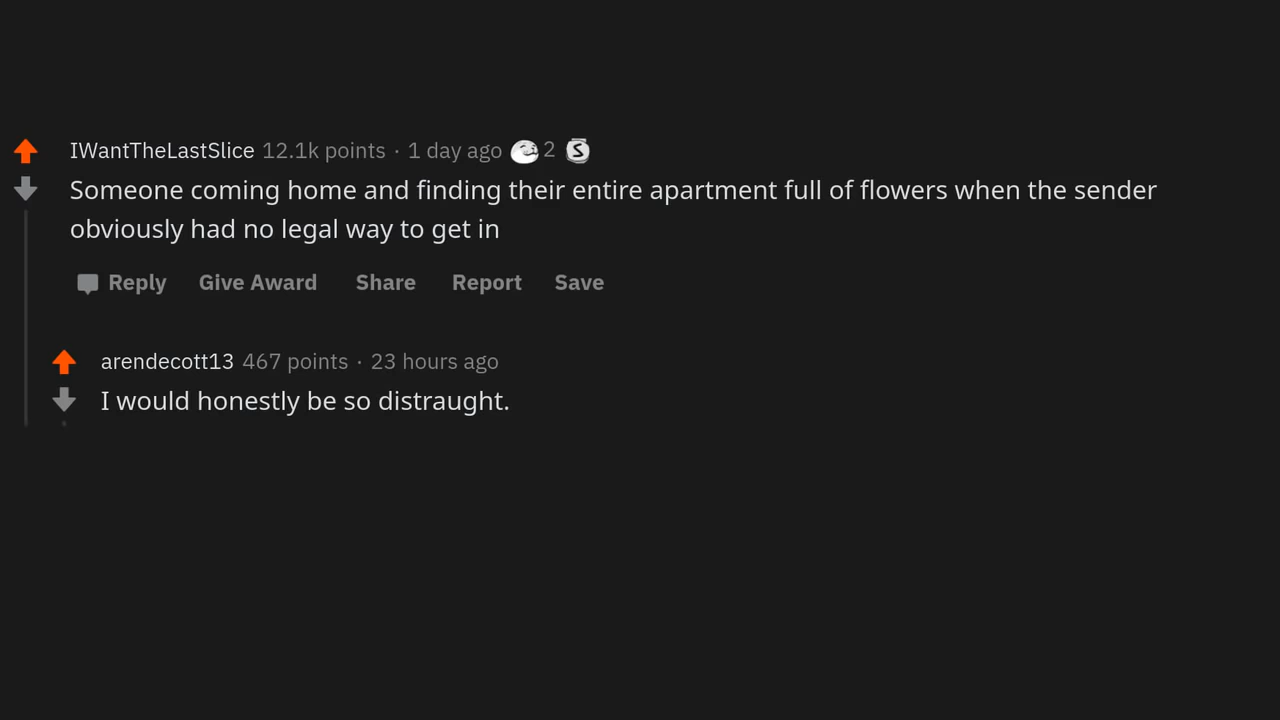 IWantTheLastSlice 12.1k points · 1 day ago 2 S
Someone coming home and finding their entire apartment full of flowers when the sender
obviously had no legal way to get in
Reply Give Award Share Report Save
arendecott13 467 points · 23 hours ago
I would honestly be so distraught.